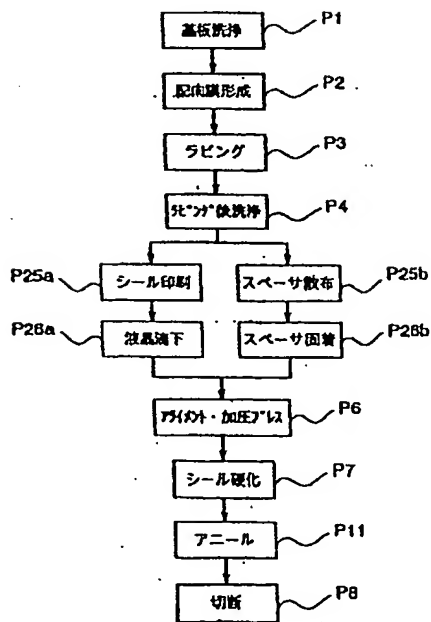 基板洗浄 P1
配向膜形成 P2
ラビング P3
ラビング後洗浄 P4
P25a シール印刷 スペーサ散布 P25b
P26a 液晶滴下 スペーサ固着 P26b
アライメント・加圧プレス P6
シール硬化 P7
アニール P11
切断 P8